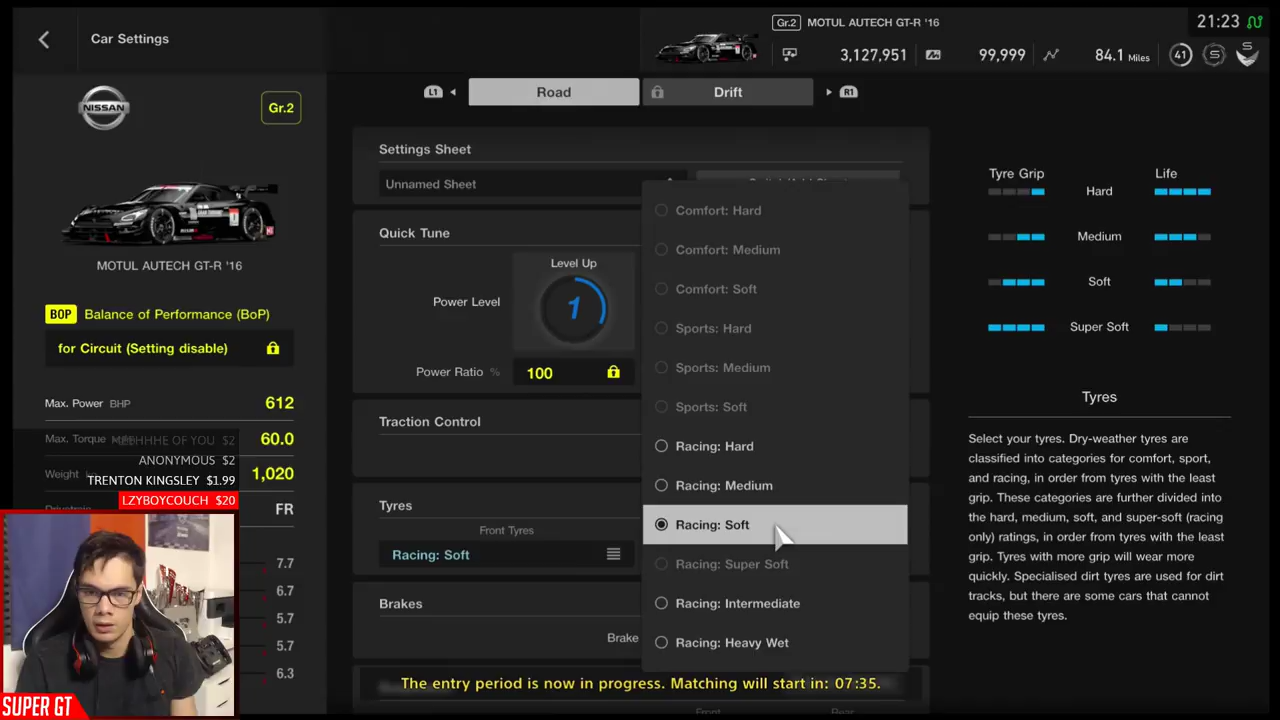 Car Settings
Gr.2 MOTUL AUTECH GT-R '16
21:23
3,127,951
99,999
84.1 Miles
41
S
S
NISSAN
Gr.2
MOTUL AUTECH GT-R '16
BOP Balance of Performance (BoP)
for Circuit (Setting disable)
Max. Power BHP 612
Max. Torque 60.0
Weight 1,020
FR
7.7
6.7
5.7
5.7
6.3
ANONYMOUS $2
TRENTON KINGSLEY $1.99
LZYBOYCOUCH $20
SUPER GT
L1 Road Drift R1
Settings Sheet
Unnamed Sheet
Quick Tune
Level Up
Power Level 1
Power Ratio % 100
Traction Control
Tyres
Front Tyres
Racing: Soft
Brakes
Brake
Comfort: Hard
Comfort: Medium
Comfort: Soft
Sports: Hard
Sports: Medium
Sports: Soft
Racing: Hard
Racing: Medium
Racing: Soft
Racing: Super Soft
Racing: Intermediate
Racing: Heavy Wet
The entry period is now in progress. Matching will start in: 07:35.
Front Rear
Tyre Grip Life
Hard
Medium
Soft
Super Soft
Tyres
Select your tyres. Dry-weather tyres are
classified into categories for comfort, sport,
and racing, in order from tyres with the least
grip. These categories are further divided into
the hard, medium, soft, and super-soft (racing
only) ratings, in order from tyres with the least
grip. Tyres with more grip will wear more
quickly. Specialised dirt tyres are used for dirt
tracks, but there are some cars that cannot
equip these tyres.